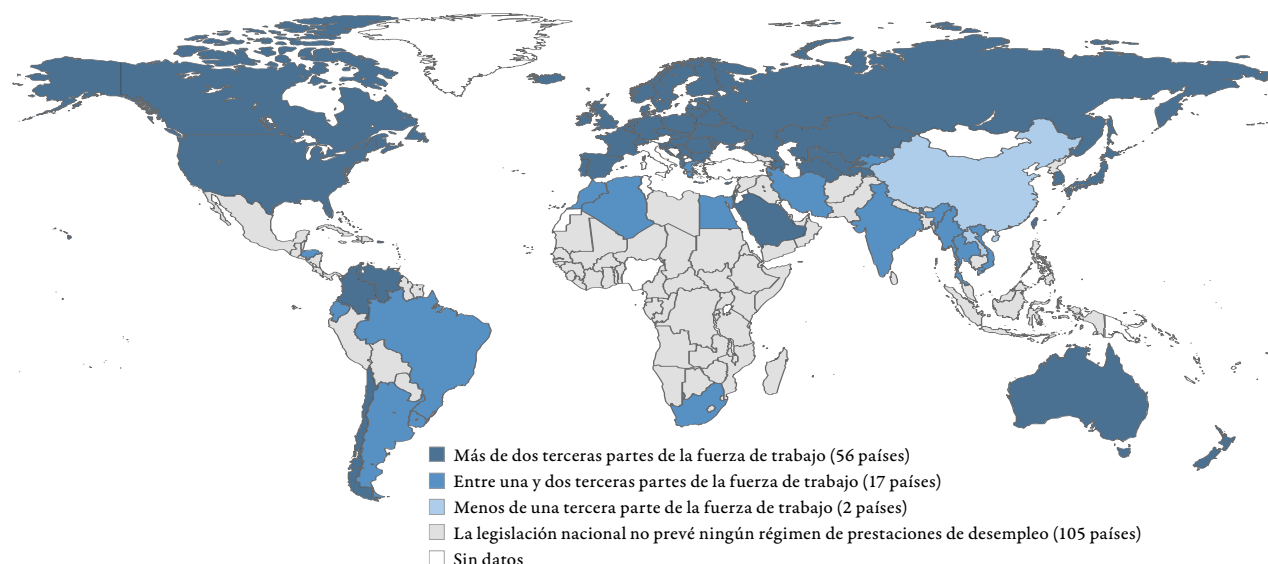 Más de dos terceras partes de la fuerza de trabajo (56 países)
Entre una y dos terceras partes de la fuerza de trabajo (17 países)
Menos de una tercera parte de la fuerza de trabajo (2 países)
La legislación nacional no prevé ningún régimen de prestaciones de desempleo (105 países)
Sin datos